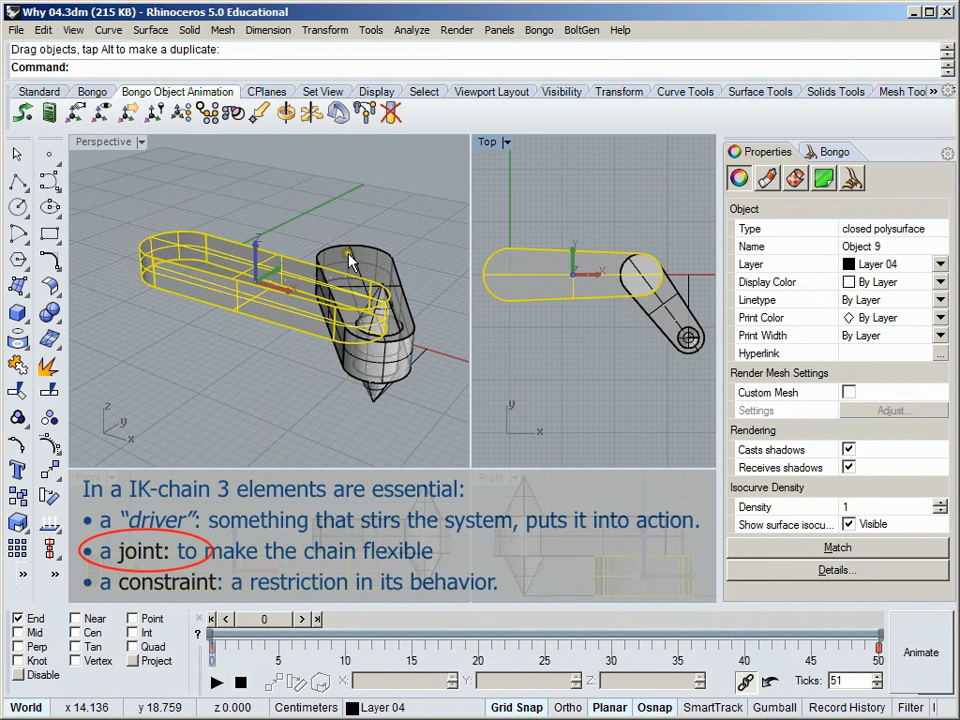 Why 04.3dm (215 KB) - Rhinoceros 5.0 Educational
File Edit View Curve Surface Solid Mesh Dimension Transform Tools Analyze Render Panels Bongo BoltGen Help
Drag objects, tap Alt to make a duplicate:
Command:
Standard Bongo Bongo Object Animation CPlanes Set View Display Select Viewport Layout Visibility Transform Curve Tools Surface Tools Solids Tools Mesh Too »
Perspective
Top
Properties Bongo
Object
Type closed polysurface
Name Object 9
Layer Layer 04
Display Color By Layer
Linetype By Layer
Print Color By Layer
Print Width By Layer
Hyperlink ...
Render Mesh Settings
Custom Mesh
Settings Adjust...
Rendering
Casts shadows
Receives shadows
Isocurve Density
Density 1
Show surface isocu... Visible
Match
Details...
z y x
Z X
y x
Y Z X
Front
Right
In a IK-chain 3 elements are essential:
• a “driver”: something that stirs the system, puts it into action.
• a joint: to make the chain flexible
• a constraint: a restriction in its behavior.
» »
End Near Point
Mid Cen Int
Perp Tan Quad
Knot Vertex Project
Disable
× ?
0
0 5 10 15 20 25 30 35 40 45 50
X: Y: Z: Ticks: 51
Animate
World x 14.136 y 18.759 z 0.000 Centimeters Layer 04 Grid Snap Ortho Planar Osnap SmartTrack Gumball Record History Filter